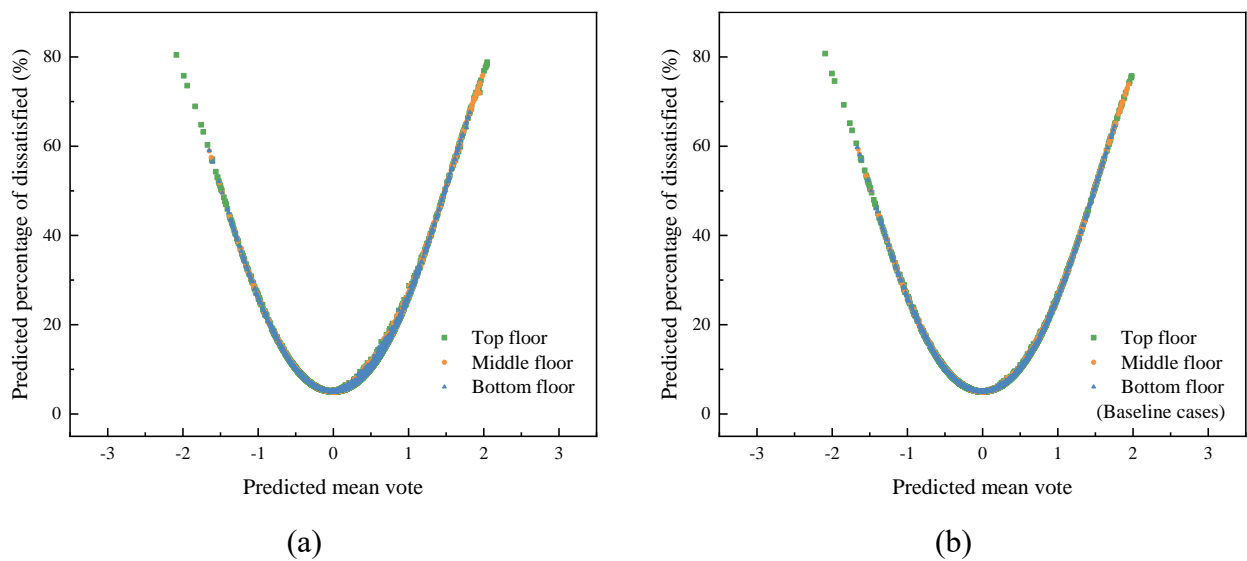 Predicted percentage of dissatisfied (%)
80
60
40
20
0
-3 -2 -1 0 1 2 3
Predicted mean vote
Top floor
Middle floor
Bottom floor
(a)
Predicted percentage of dissatisfied (%)
80
60
40
20
0
-3 -2 -1 0 1 2 3
Predicted mean vote
Top floor
Middle floor
Bottom floor
(Baseline cases)
(b)